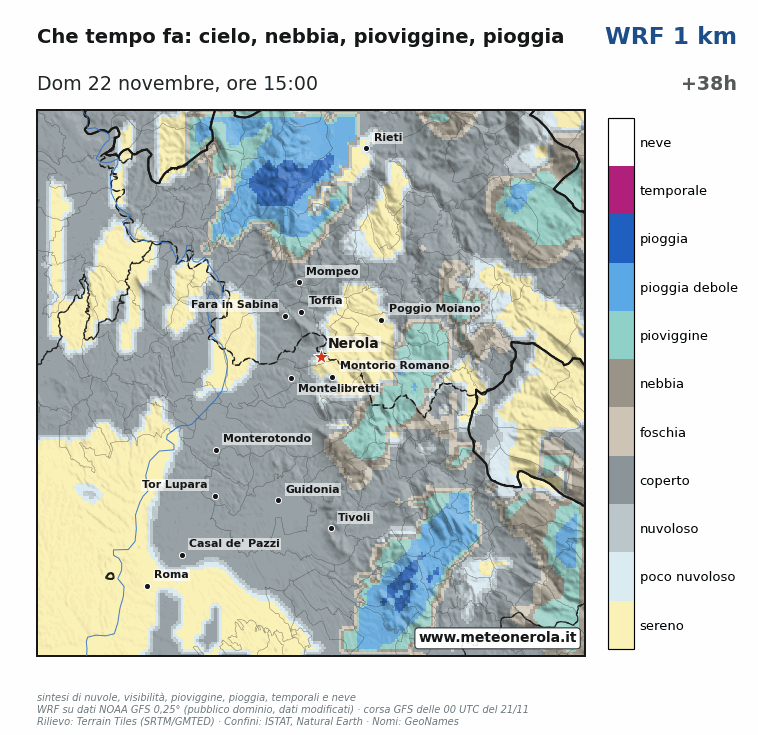 Che tempo fa: cielo, nebbia, pioviggine, pioggia
WRF 1 km
Dom 22 novembre, ore 15:00
+38h
Rieti
Mompeo
Fara in Sabina
Toffia
Poggio Moiano
Nerola
Montorio Romano
Montelibretti
Monterotondo
Tor Lupara
Guidonia
Tivoli
Casal de' Pazzi
Roma
www.meteonerola.it
neve
temporale
pioggia
pioggia debole
pioviggine
nebbia
foschia
coperto
nuvoloso
poco nuvoloso
sereno
sintesi di nuvole, visibilità, pioviggine, pioggia, temporali e neve
WRF su dati NOAA GFS 0,25° (pubblico dominio, dati modificati) · corsa GFS delle 00 UTC del 21/11
Rilievo: Terrain Tiles (SRTM/GMTED) · Confini: ISTAT, Natural Earth · Nomi: GeoNames